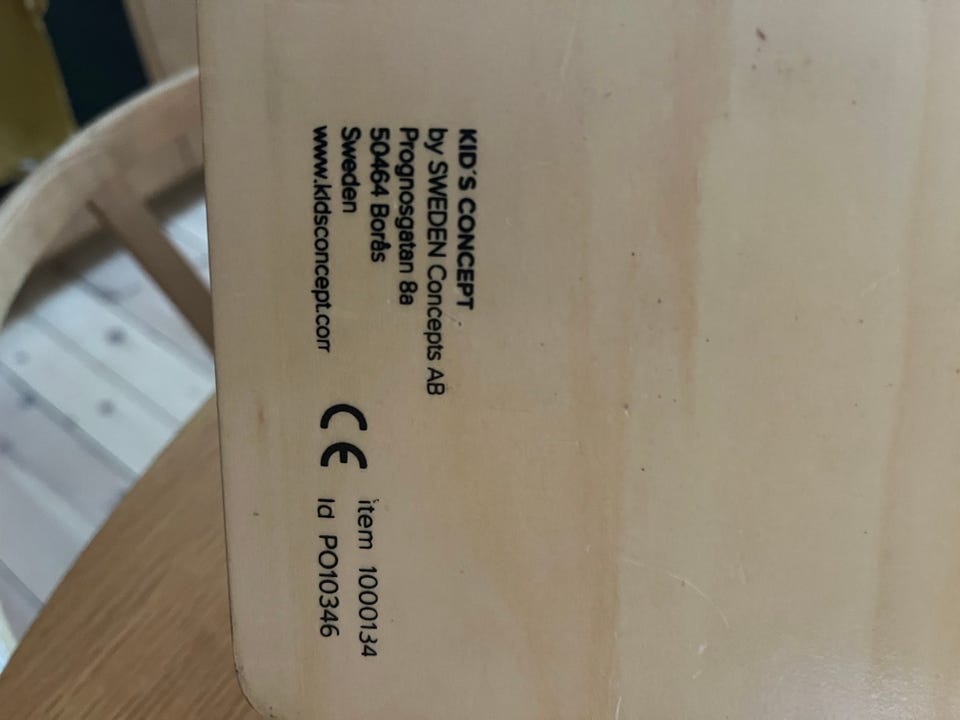 KID´S CONCEPT
by SWEDEN Concepts AB
Prognosgatan 8a
50464 Borås
Sweden
www.kidsconcept.com
CE
item 1000134
Id PO10346